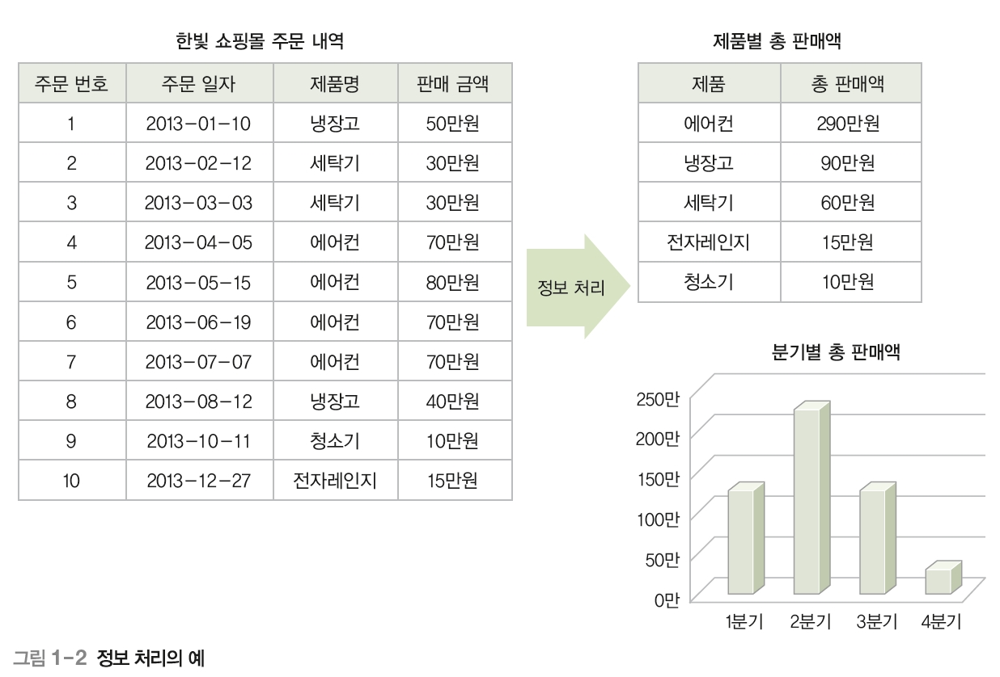 한빛 쇼핑몰 주문 내역
주문 번호 주문 일자 제품명 판매 금액
1 2013-01-10 냉장고 50만원
2 2013-02-12 세탁기 30만원
3 2013-03-03 세탁기 30만원
4 2013-04-05 에어컨 70만원
5 2013-05-15 에어컨 80만원
6 2013-06-19 에어컨 70만원
7 2013-07-07 에어컨 70만원
8 2013-08-12 냉장고 40만원
9 2013-10-11 청소기 10만원
10 2013-12-27 전자레인지 15만원
정보 처리
제품별 총 판매액
제품 총 판매액
에어컨 290만원
냉장고 90만원
세탁기 60만원
전자레인지 15만원
청소기 10만원
분기별 총 판매액
250만
200만
150만
100만
50만
0만
1분기 2분기 3분기 4분기
그림 1-2 정보 처리의 예